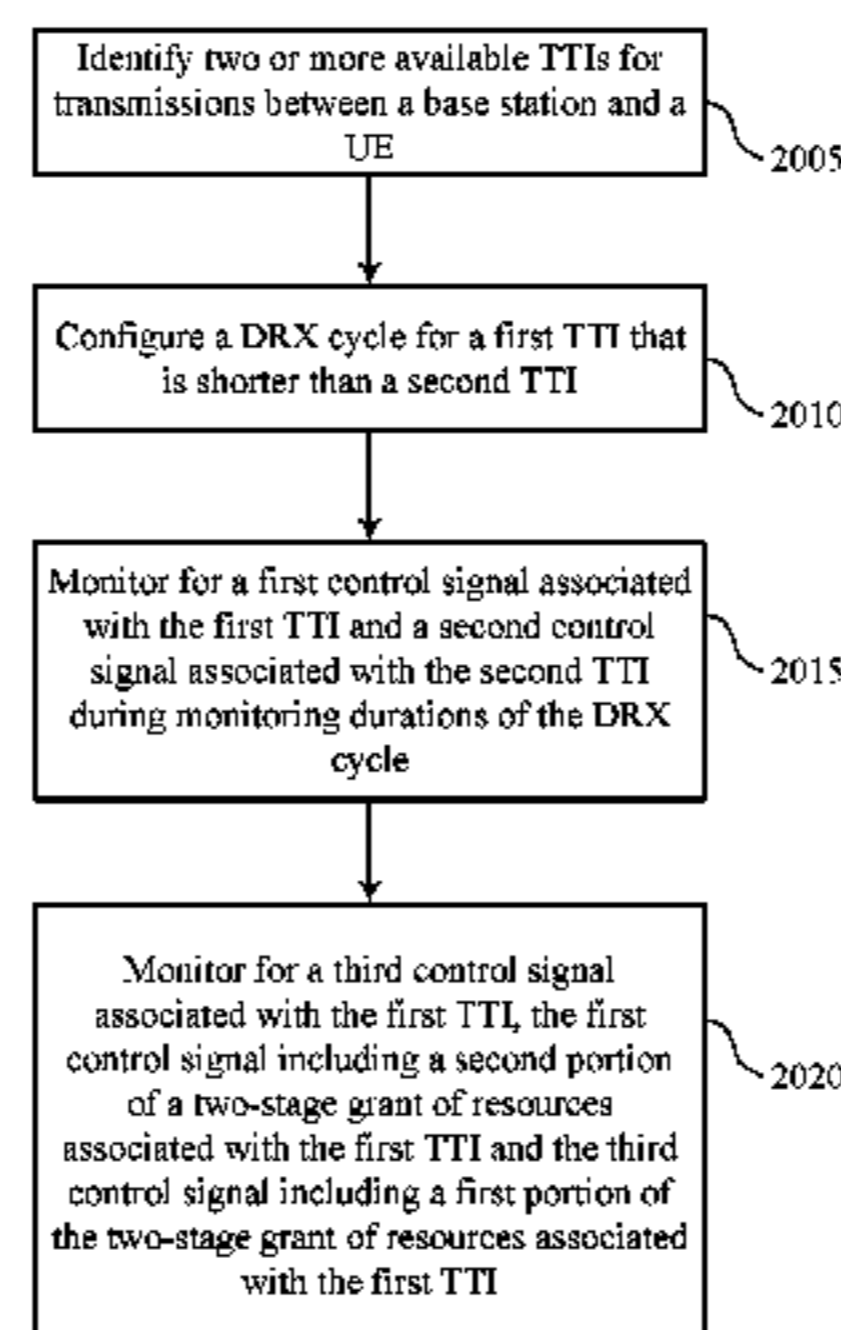 Identify two or more available TTIs for
transmissions between a base station and a
UE
2005
Configure a DRX cycle for a first TTI that
is shorter than a second TTI
2010
Monitor for a first control signal associated
with the first TTI and a second control
signal associated with the second TTI
during monitoring durations of the DRX
cycle
2015
Monitor for a third control signal
associated with the first TTI, the first
control signal including a second portion
of a two-stage grant of resources
associated with the first TTI and the third
control signal including a first portion of
the two-stage grant of resources associated
with the first TTI
2020